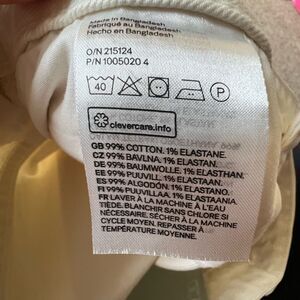 Made in Bangladesh
Fabriqué au Bangladesh
Hecho en Bangladesh
O/N 215124
P/N 1005020 4
40 P
clevercare.info
GB 99% COTTON. 1% ELASTANE.
CZ 99% BAVLNA. 1% ELASTAN.
DE 99% BAUMWOLLE. 1% ELASTHAN.
EE 99% PUUVILL. 1% ELASTAAN.
ES 99% ALGODÓN. 1% ELASTANO.
FI 99% PUUVILLAA. 1% ELASTAANIA.
FR LAVER À LA MACHINE À L'EAU
TIÈDE. BLANCHIR SANS CHLORE SI
NÉCESSAIRE. SÉCHER À LA MACHINE
CYCLE MOYEN. REPASSER À
TEMPÉRATURE MOYENNE.